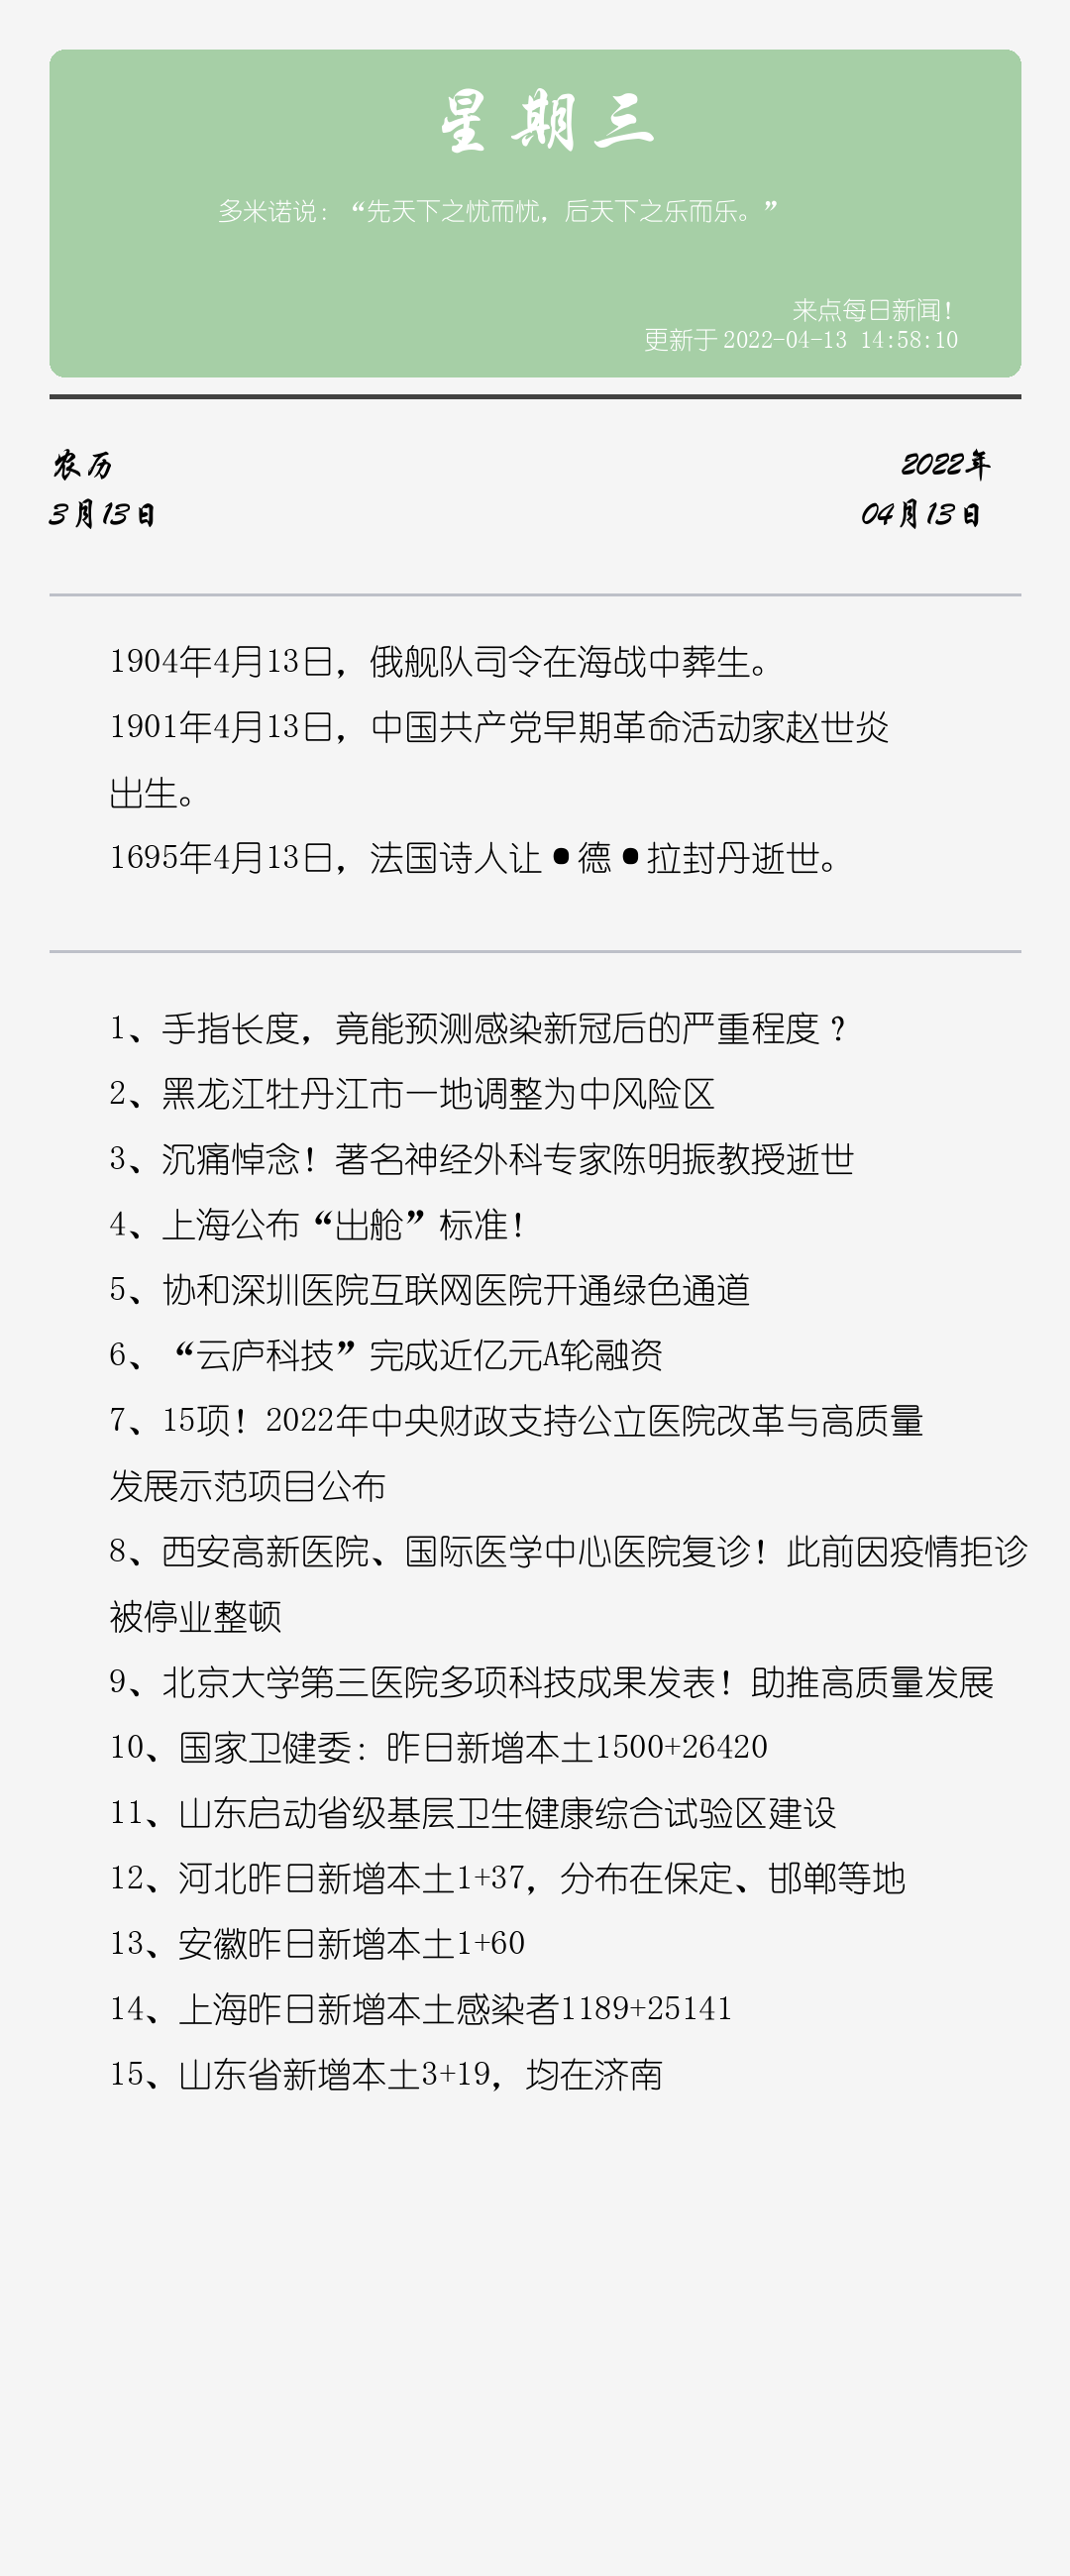 星期三
多米诺说：“先天下之忧而忧，后天下之乐而乐。”
来点每日新闻！
更新于 2022-04-13 14:58:10
农历
3月13日
2022年
04月13日
1904年4月13日，俄舰队司令在海战中葬生。
1901年4月13日，中国共产党早期革命活动家赵世炎
出生。
1695年4月13日，法国诗人让•德•拉封丹逝世。
1、手指长度，竟能预测感染新冠后的严重程度？
2、黑龙江牡丹江市一地调整为中风险区
3、沉痛悼念！著名神经外科专家陈明振教授逝世
4、上海公布“出舱”标准！
5、协和深圳医院互联网医院开通绿色通道
6、“云庐科技”完成近亿元A轮融资
7、15项！2022年中央财政支持公立医院改革与高质量
发展示范项目公布
8、西安高新医院、国际医学中心医院复诊！此前因疫情拒诊
被停业整顿
9、北京大学第三医院多项科技成果发表！助推高质量发展
10、国家卫健委：昨日新增本土1500+26420
11、山东启动省级基层卫生健康综合试验区建设
12、河北昨日新增本土1+37，分布在保定、邯郸等地
13、安徽昨日新增本土1+60
14、上海昨日新增本土感染者1189+25141
15、山东省新增本土3+19，均在济南